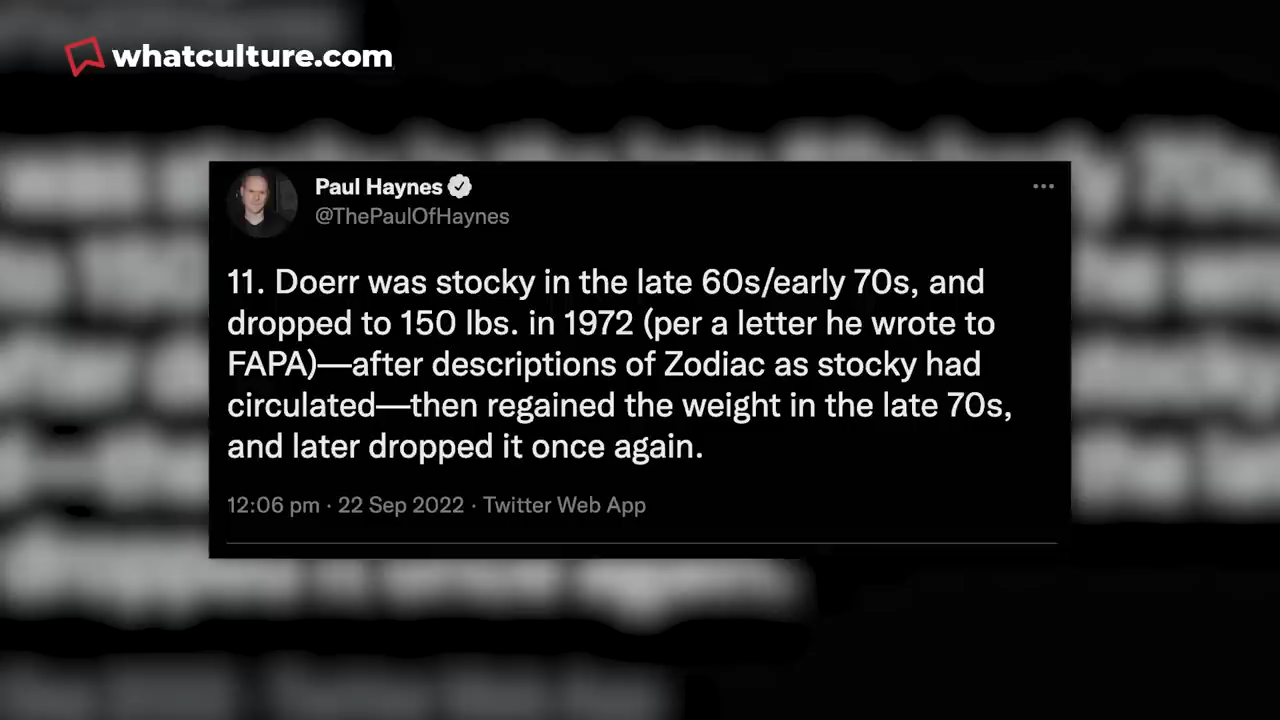 whatculture.com
Paul Haynes
@ThePaulOfHaynes
11. Doerr was stocky in the late 60s/early 70s, and
dropped to 150 lbs. in 1972 (per a letter he wrote to
FAPA)—after descriptions of Zodiac as stocky had
circulated—then regained the weight in the late 70s,
and later dropped it once again.
12:06 pm · 22 Sep 2022 · Twitter Web App